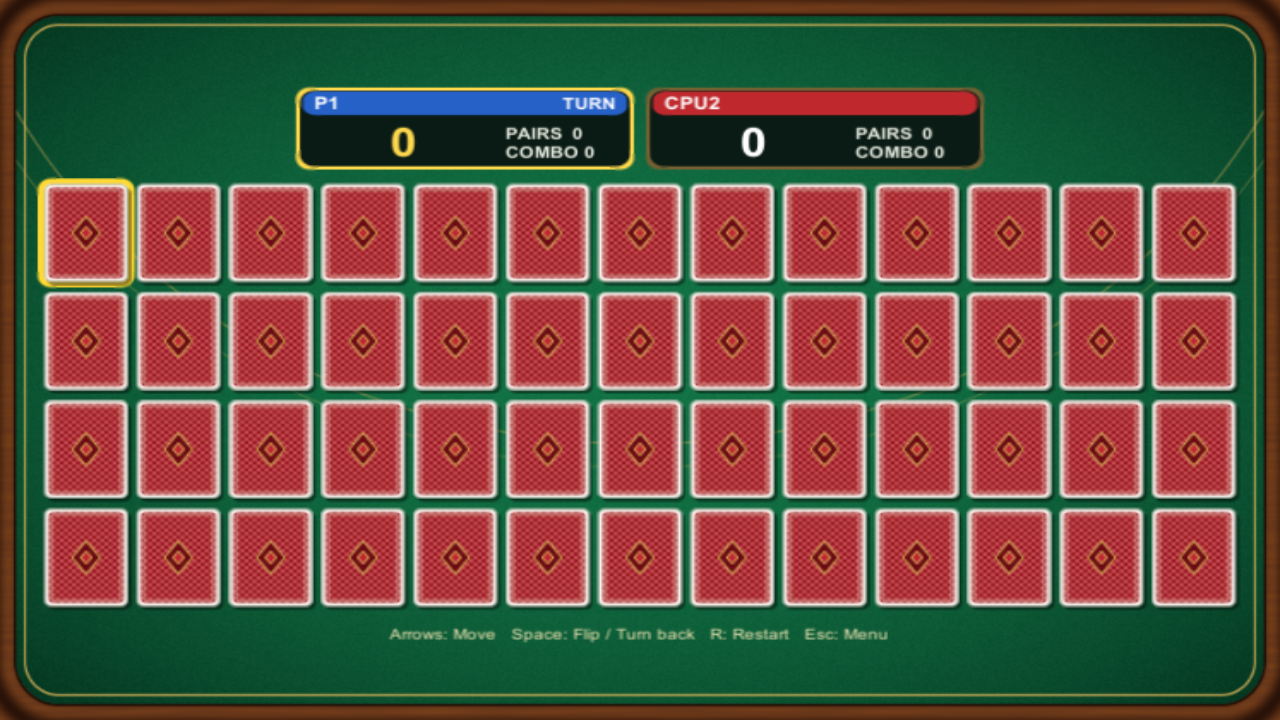 P1 TURN
0
PAIRS 0
COMBO 0
CPU2
0
PAIRS 0
COMBO 0
Arrows: Move Space: Flip / Turn back R: Restart Esc: Menu